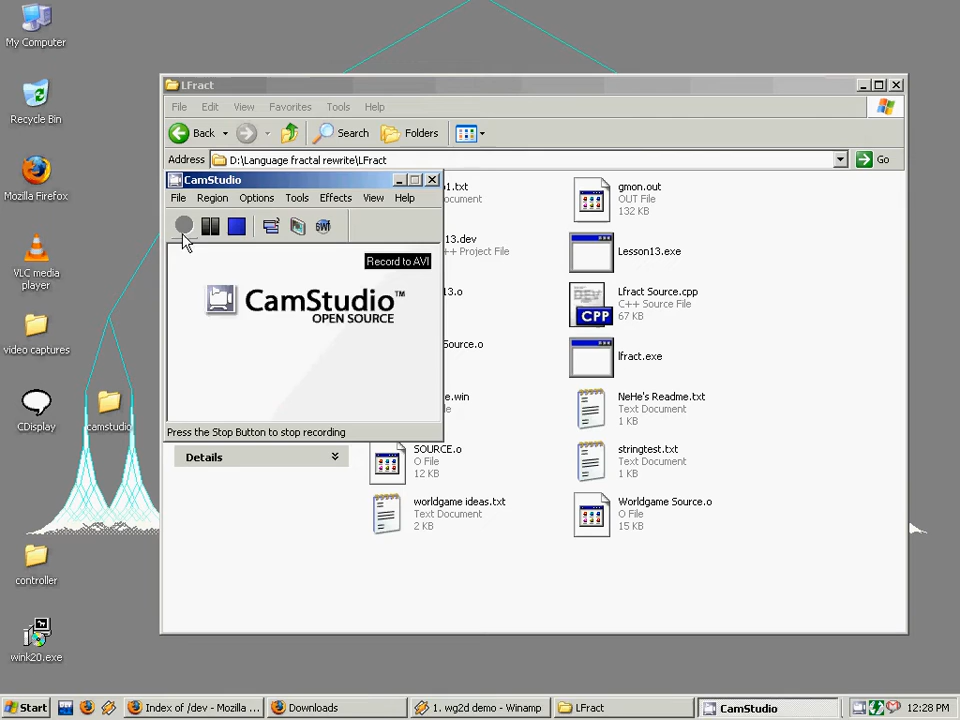 My Computer
Recycle Bin
Mozilla Firefox
VLC media
player
video captures
CDisplay
camstudio
controller
wink20.exe
LFract
File Edit View Favorites Tools Help
Back Search Folders
Address D:\Language fractal rewrite\LFract Go
CamStudio
File Region Options Tools Effects View Help
Record to AVI
CamStudio™
OPEN SOURCE
Press the Stop Button to stop recording
Details
1.txt
13.dev
++ Project File
13.o
Source.o
e.win
SOURCE.o
O File
12 KB
worldgame ideas.txt
Text Document
2 KB
gmon.out
OUT File
132 KB
Lesson13.exe
DEV
CPP
Lfract Source.cpp
C++ Source File
67 KB
lfract.exe
NeHe's Readme.txt
Text Document
1 KB
stringtest.txt
Text Document
1 KB
Worldgame Source.o
O File
15 KB
Start Index of /dev - Mozilla ... Downloads 1. wg2d demo - Winamp LFract CamStudio 12:28 PM